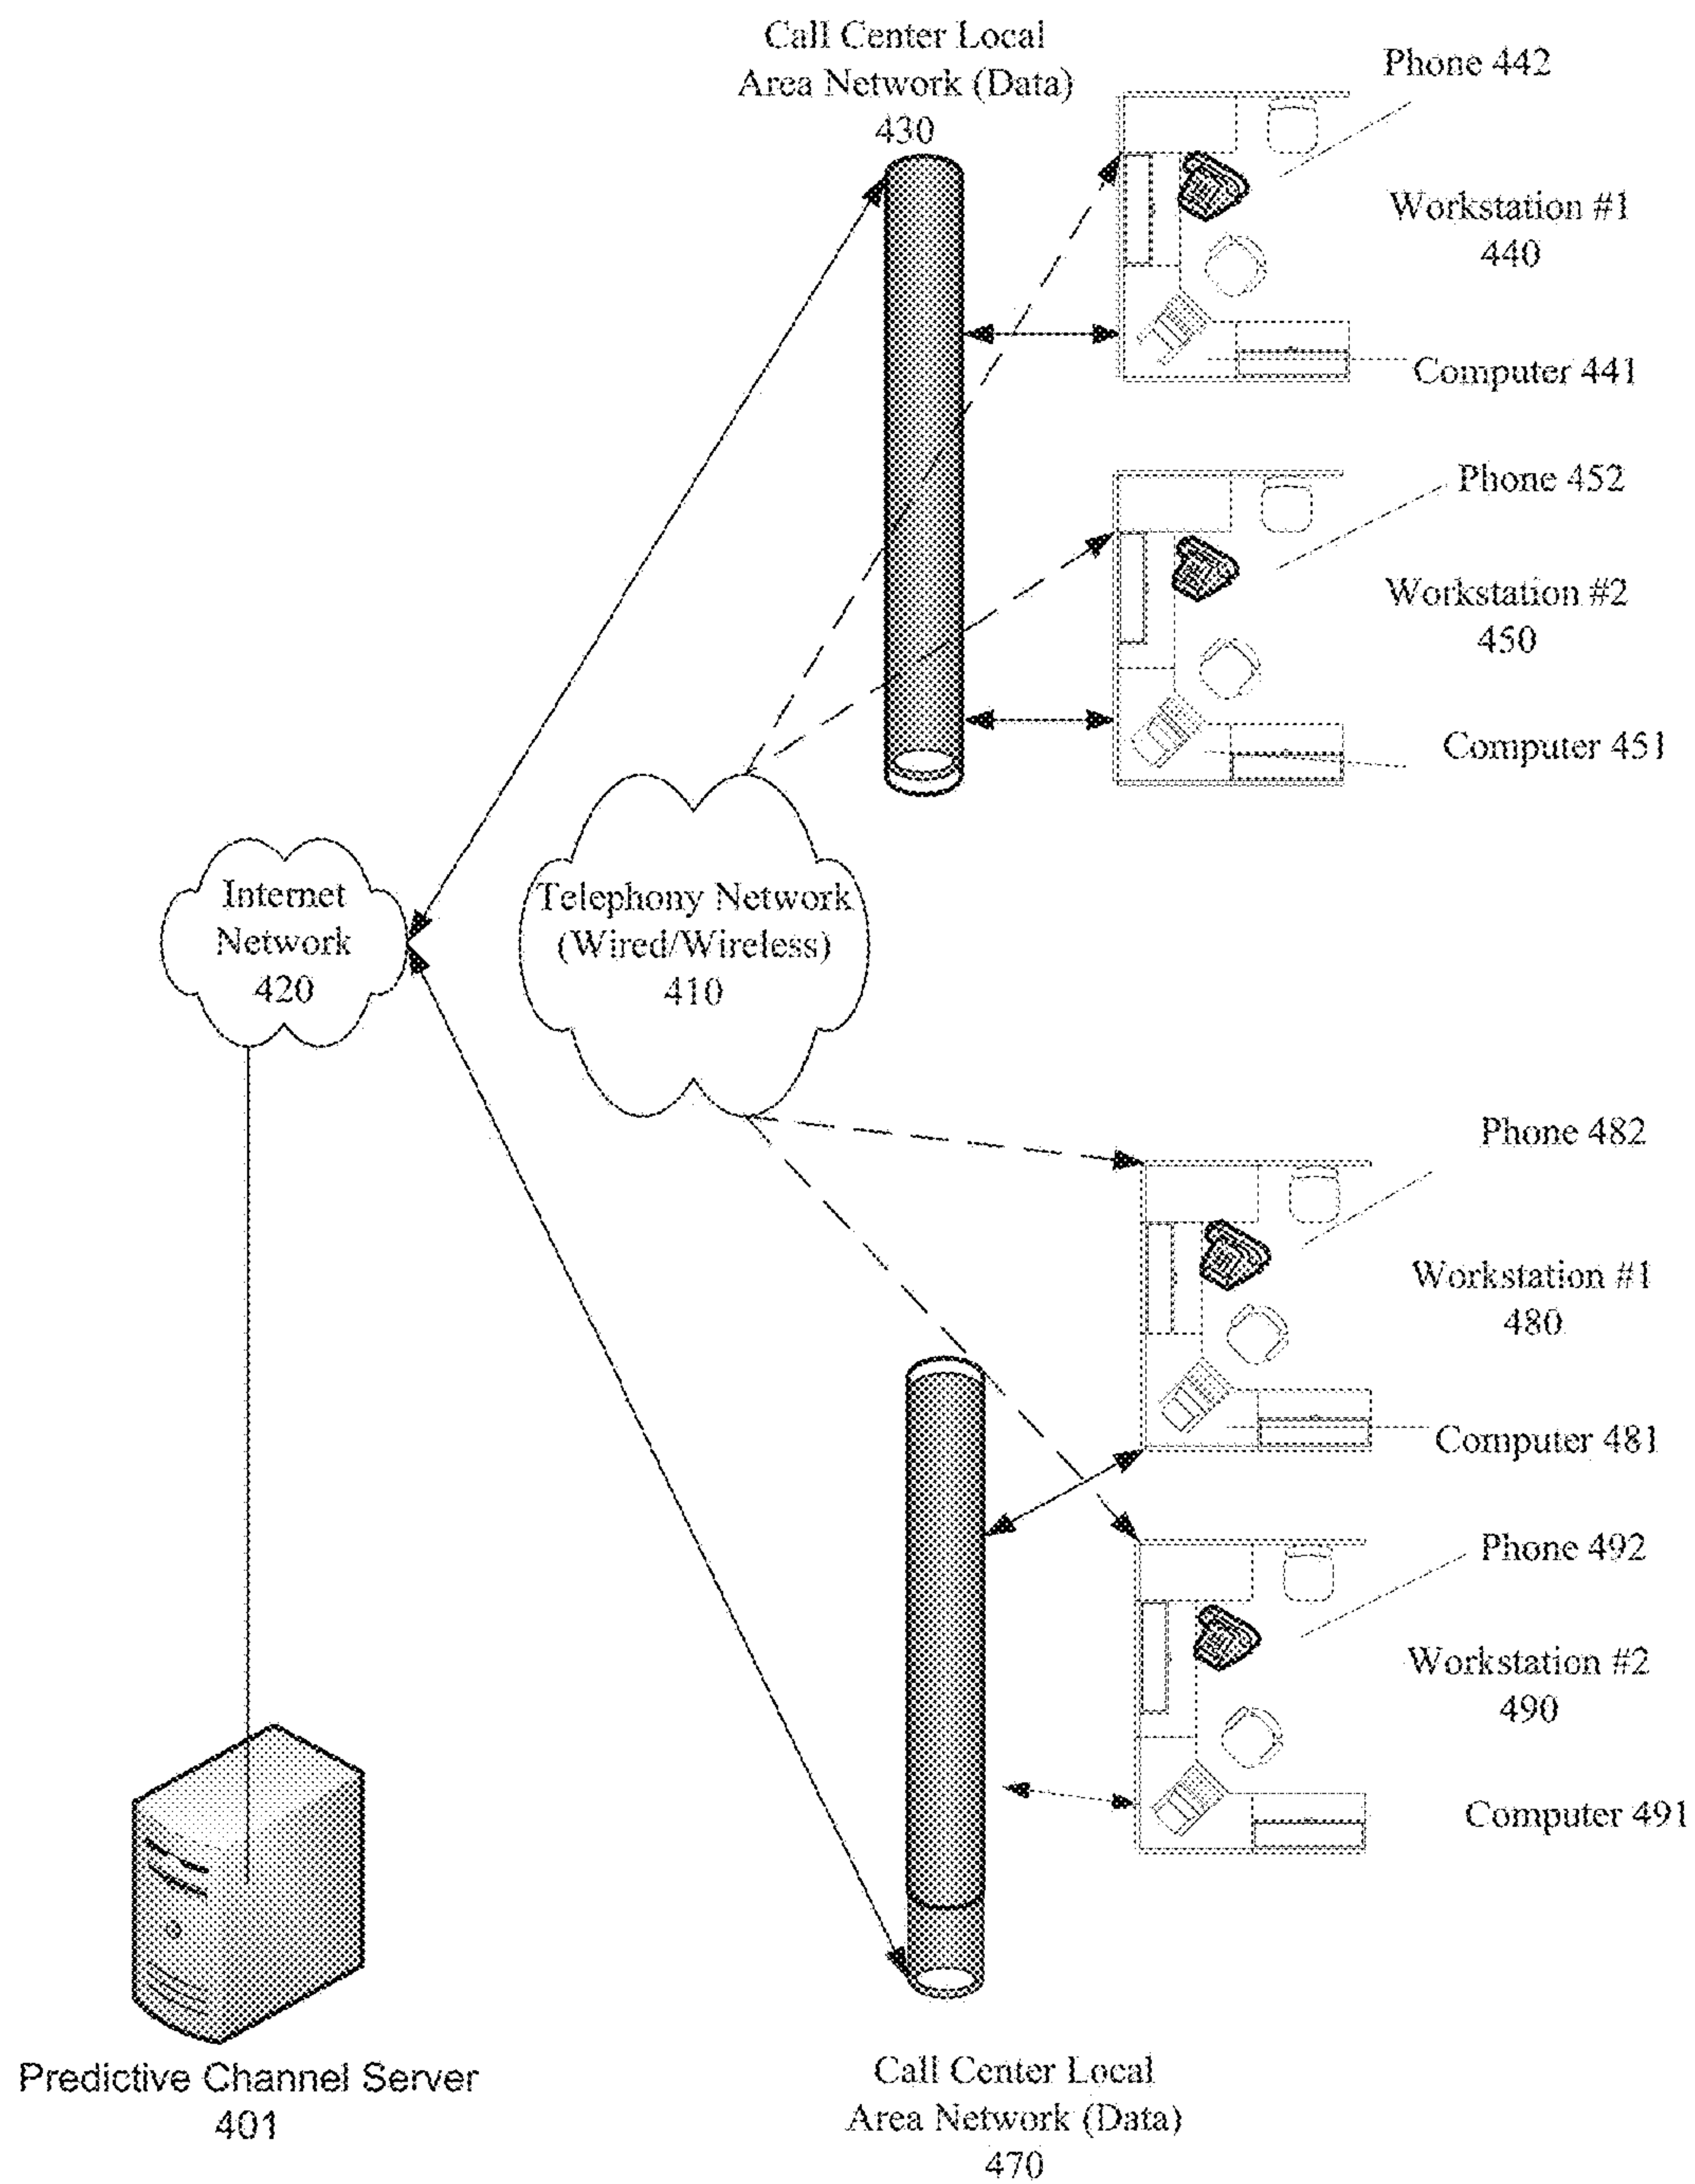 Call Center Local
Area Network (Data)
430
Phone 442
Workstation #1
440
Computer 441
Phone 452
Workstation #2
450
Computer 451
Internet
Network
420
Telephony Network
(Wired/Wireless)
410
Phone 482
Workstation #1
480
Computer 481
Phone 492
Workstation #2
490
Computer 491
Predictive Channel Server
401
Call Center Local
Area Network (Data)
470